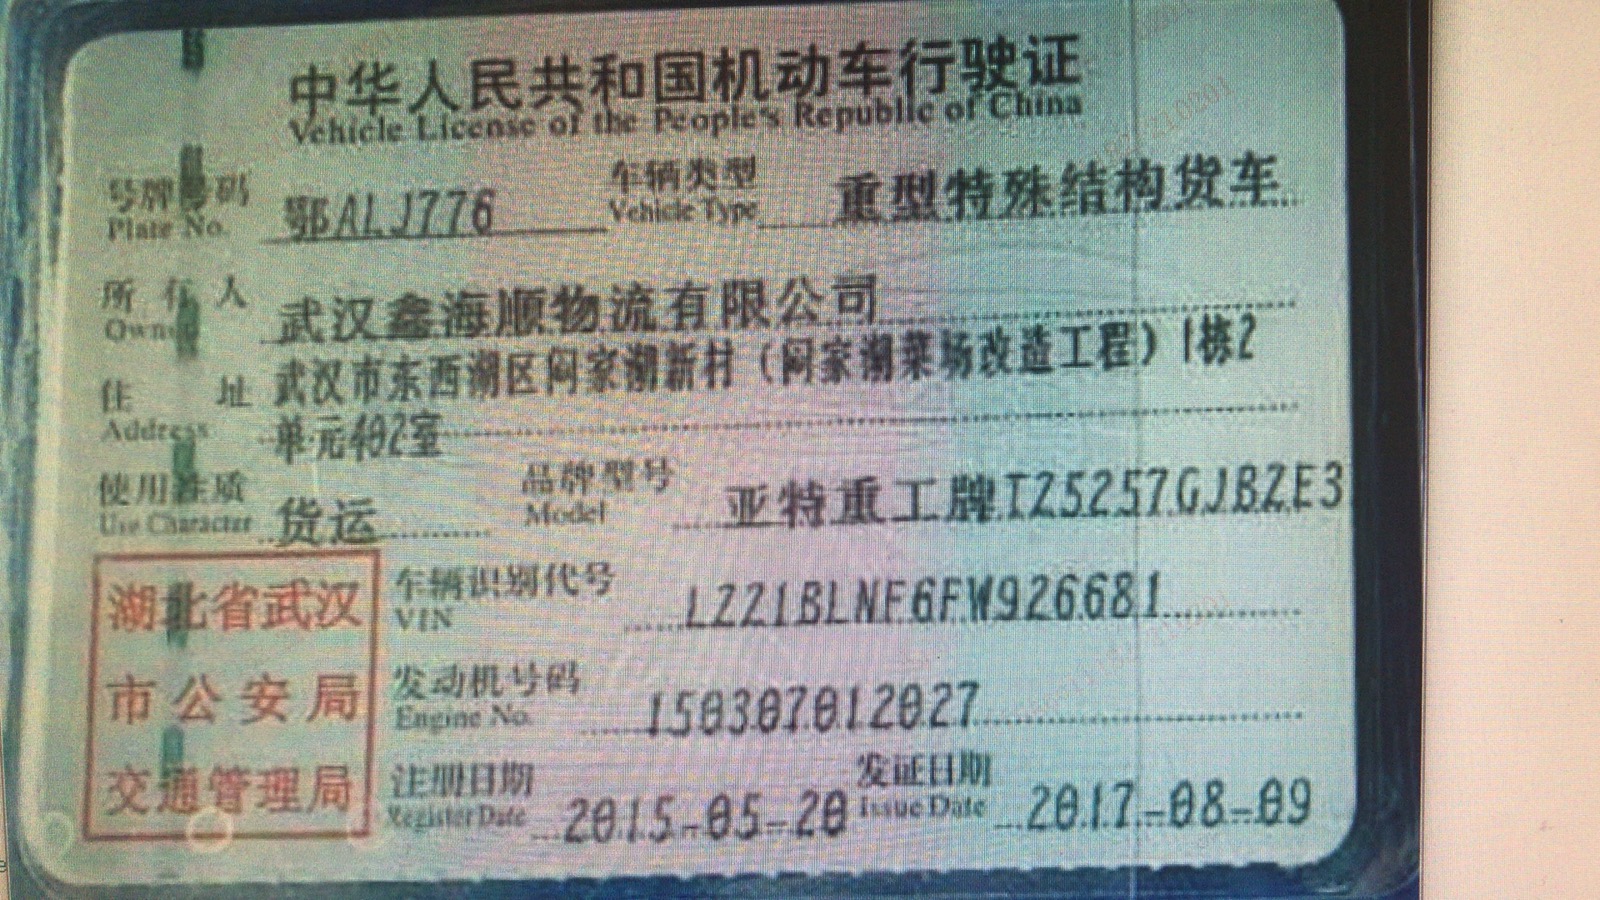 中华人民共和国机动车行驶证
Vehicle License of the People's Republic of China
号牌号码 鄂ALJ776 车辆类型 重型特殊结构货车
Plate No. Vehicle Type
所有人 武汉鑫海顺物流有限公司
Owner
住址 武汉市东西湖区闵家湖新村（闵家湖菜场改造工程）1栋2
Address 单元402室
使用性质 货运 品牌型号 亚特重工牌TZ5257GJBZE3
Use Character Model
湖北省武汉
市公安局
交通管理局
车辆识别代号 LZZ1BLNF6FW926681
VIN
发动机号码 150307012027
Engine No.
注册日期 2015-05-20 发证日期 2017-08-09
Register Date Issue Date